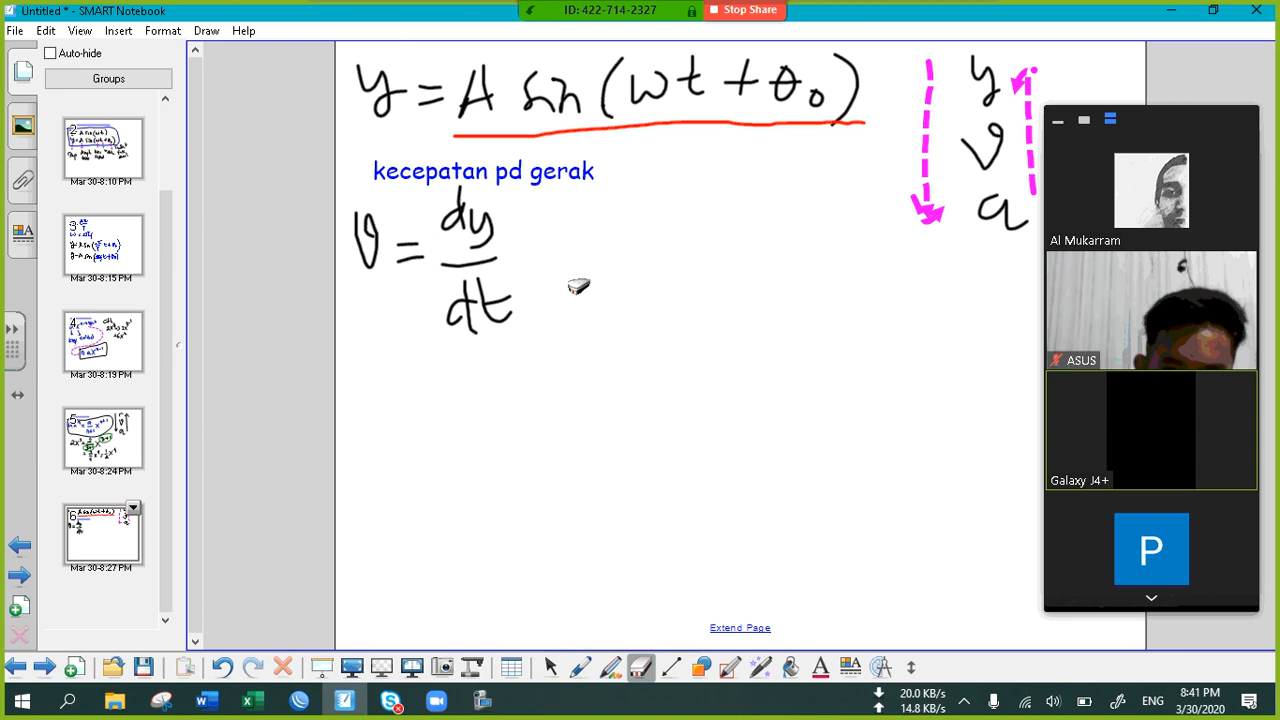 Untitled * - SMART Notebook
ID: 422-714-2327
Stop Share
File Edit View Insert Format Draw Help
Auto-hide
Groups
Mar 30-8:10 PM
Mar 30-8:15 PM
Mar 30-8:19 PM
Mar 30-8:24 PM
Mar 30-8:27 PM
y = A sin (ωt + θ₀)
kecepatan pd gerak
v = dy/dt
y
v
a
Al Mukarram
ASUS
Galaxy J4+
P
Extend Page
20.0 KB/s
14.8 KB/s
ENG
8:41 PM
3/30/2020